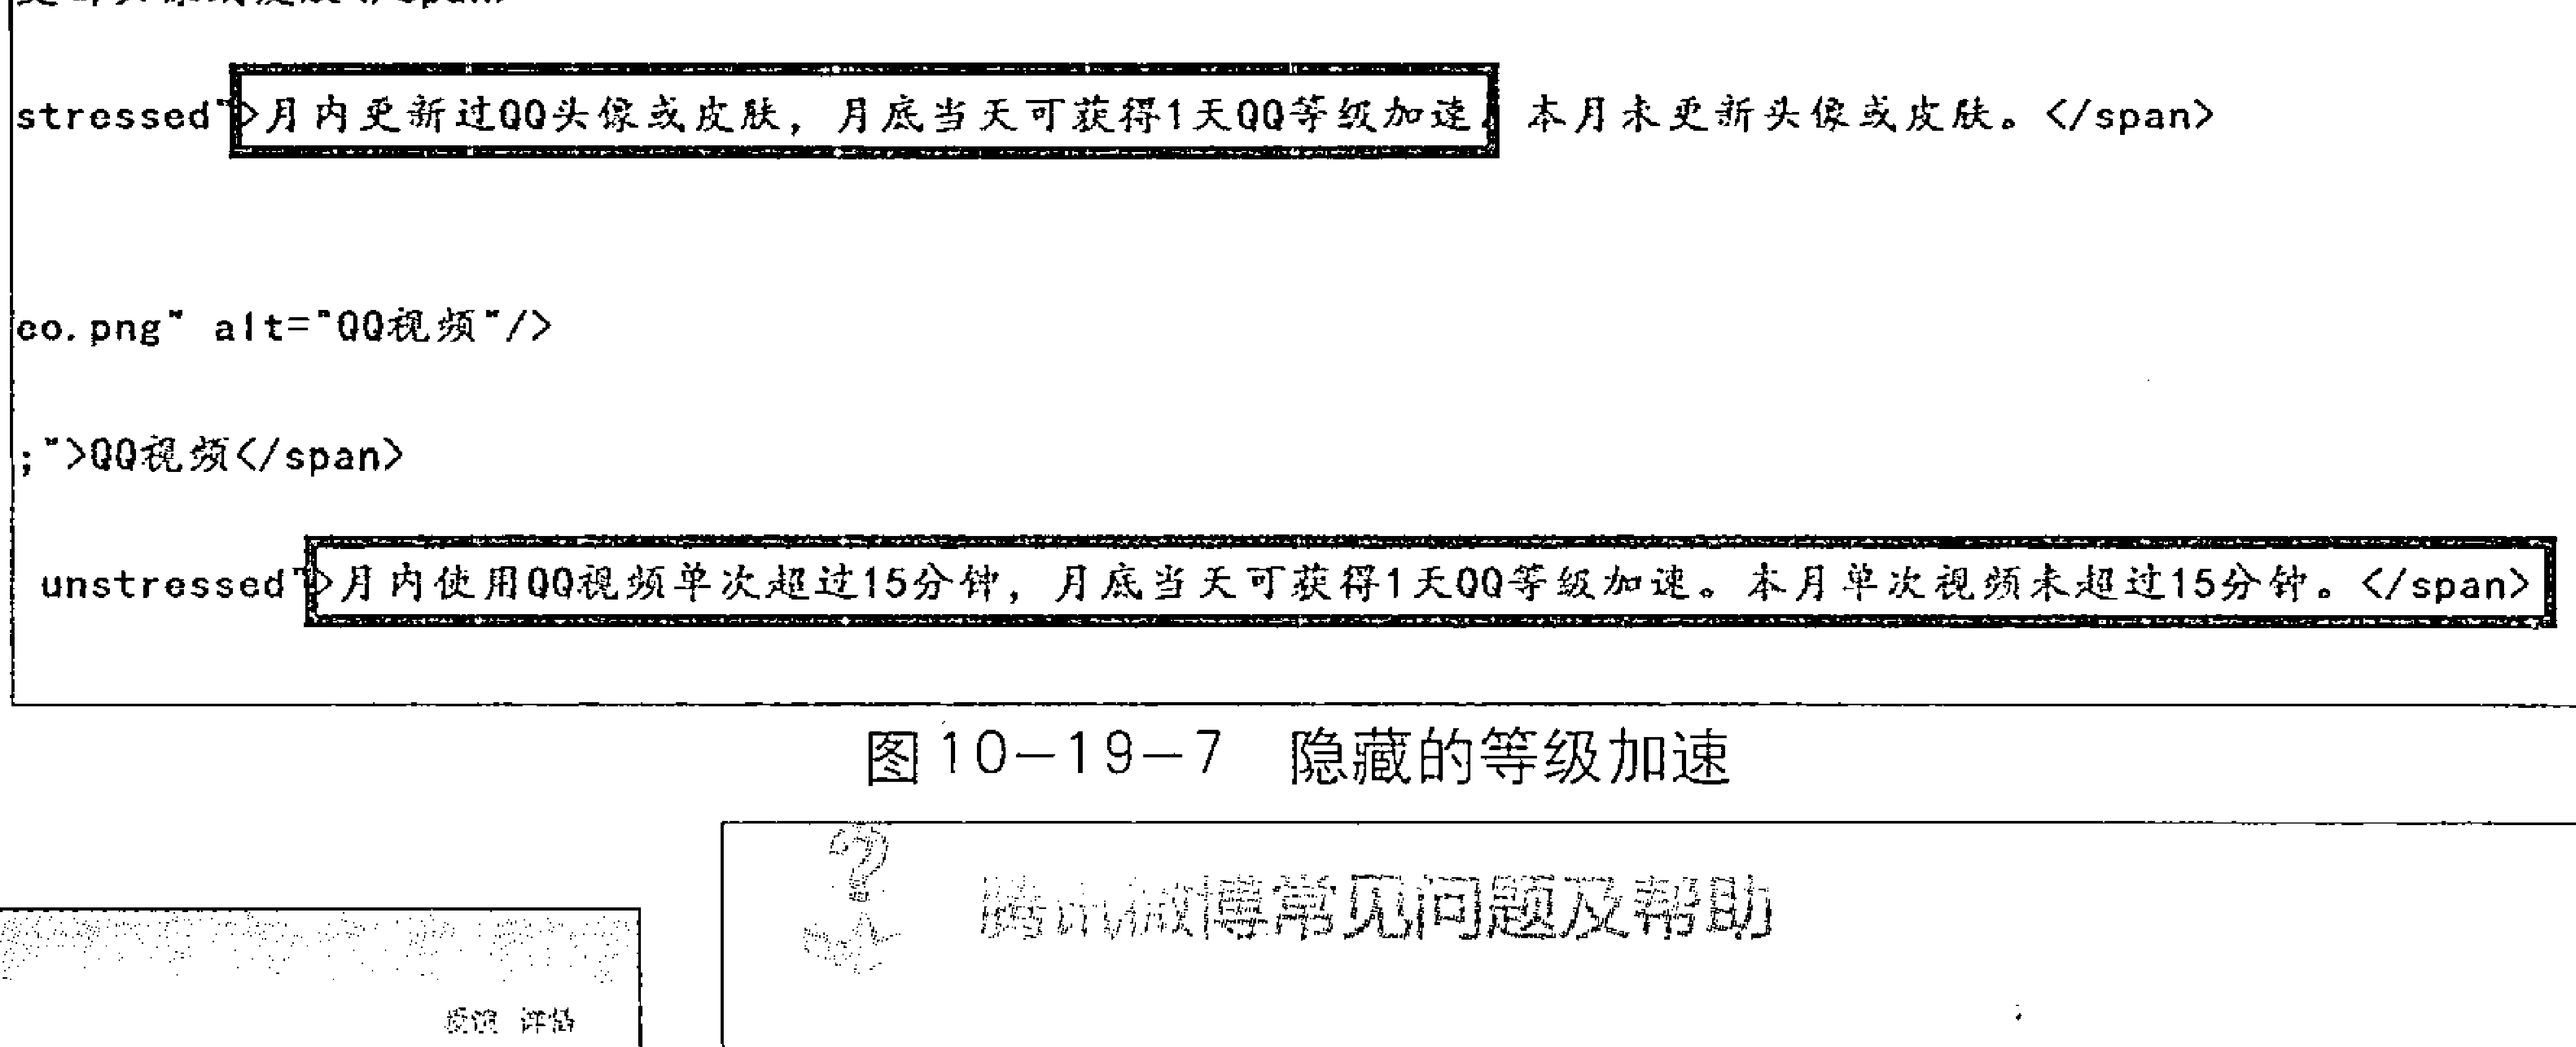 stressed">月内更新过QQ头像或皮肤，月底当天可获得1天QQ等级加速。本月未更新头像或皮肤。</span>
co.png" alt="QQ视频"/>
;">QQ视频</span>
unstressed">月内使用QQ视频单次超过15分钟，月底当天可获得1天QQ等级加速。本月单次视频未超过15分钟。</span>
图10-19-7 隐藏的等级加速
腾讯微博常见问题及帮助